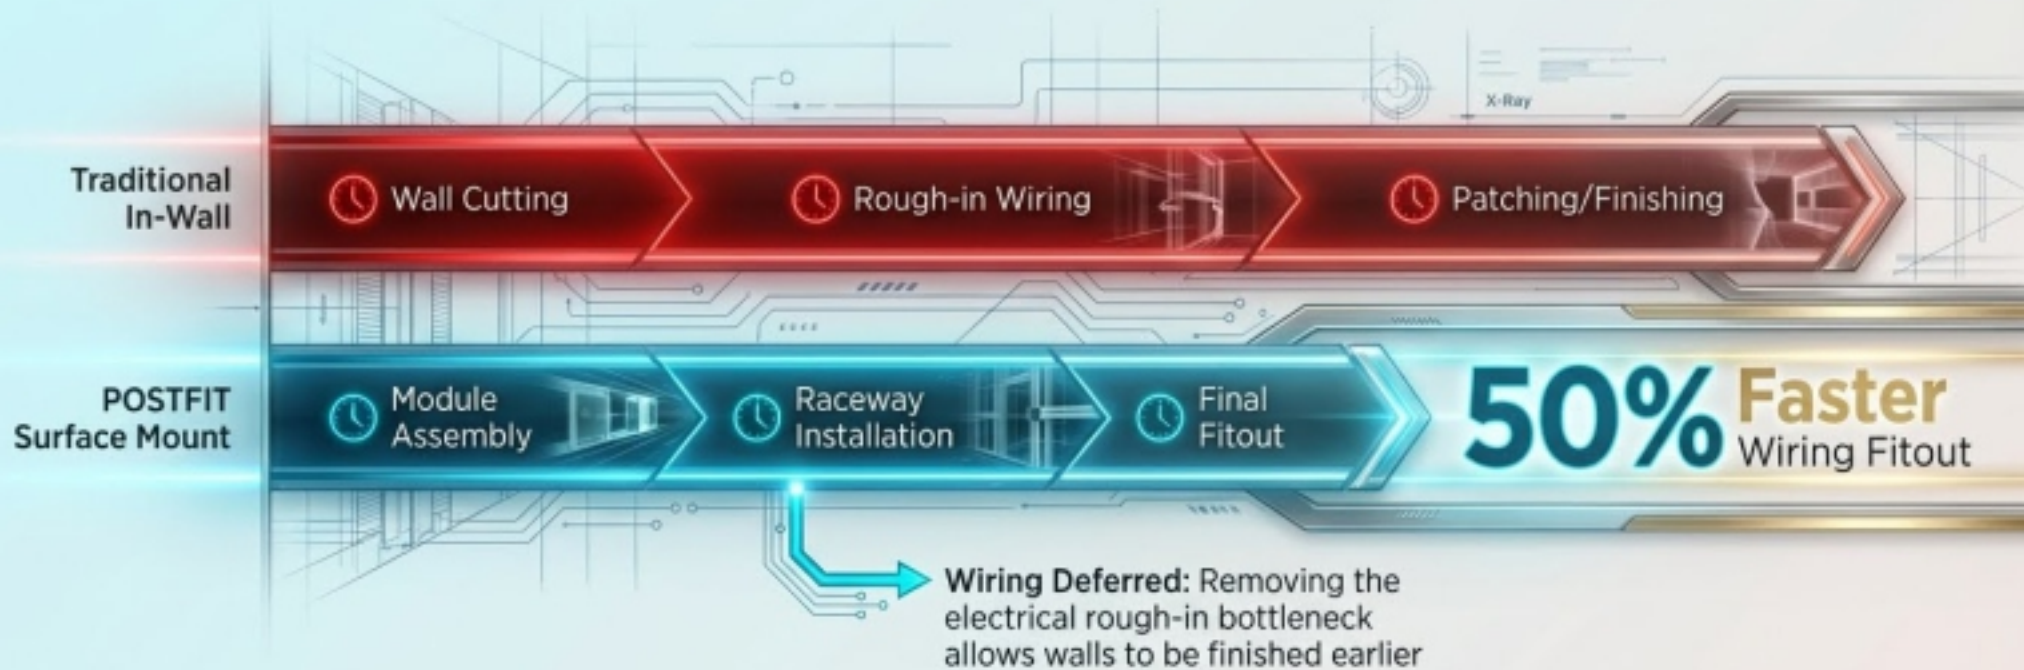 X-Ray
Traditional
In-Wall
Wall Cutting
Rough-in Wiring
Patching/Finishing
POSTFIT
Surface Mount
Module
Assembly
Raceway
Installation
Final
Fitout
50% Faster
Wiring Fitout
Wiring Deferred: Removing the
electrical rough-in bottleneck
allows walls to be finished earlier